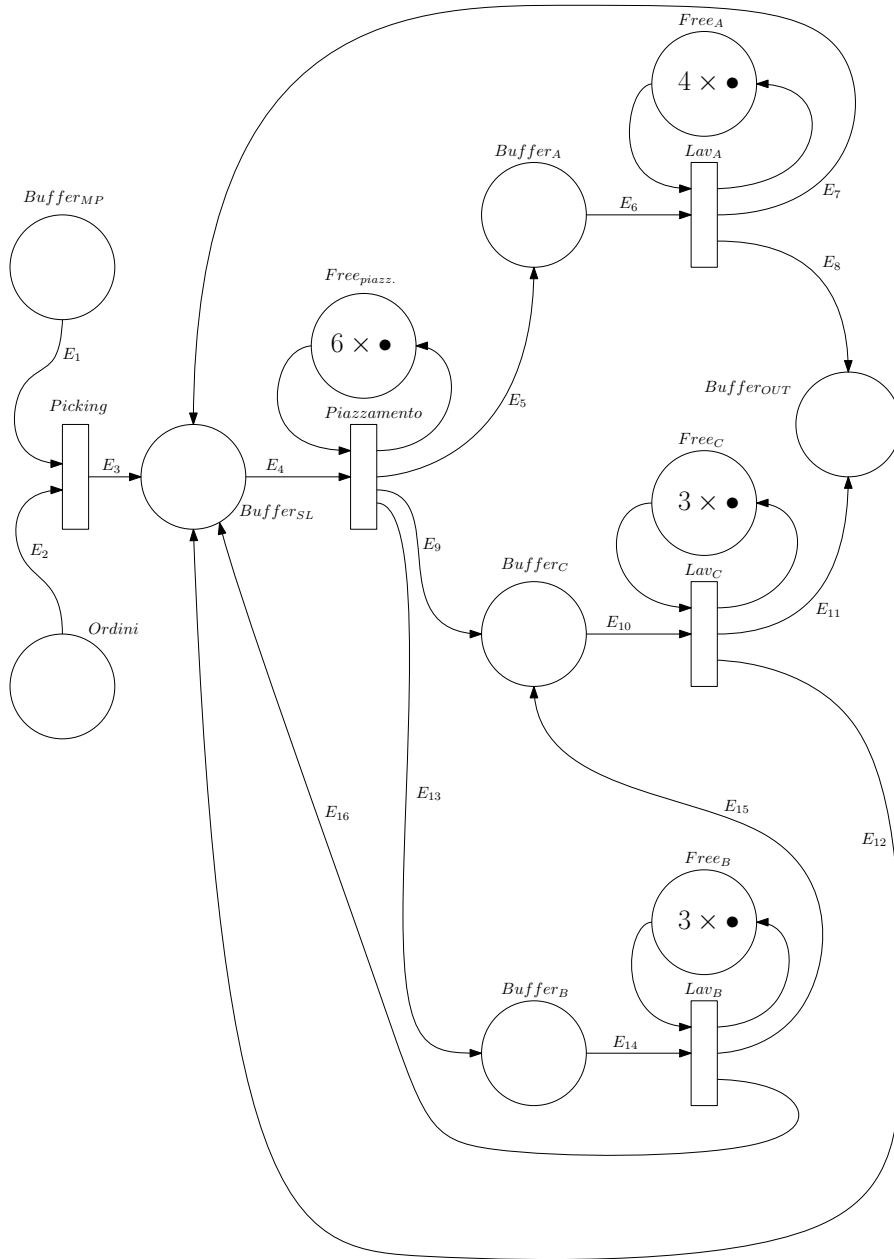 Free_A
4 × ●
Buffer_A
Lav_A
E_6
E_7
E_8
Buffer_MP
Free_piazz.
6 × ●
E_1
Picking
Piazzamento
E_5
Buffer_OUT
E_3
E_4
Buffer_SL
Free_C
3 × ●
E_2
E_9
Buffer_C
Lav_C
Ordini
E_10
E_11
E_13
E_16
E_15
E_12
Free_B
3 × ●
Buffer_B
Lav_B
E_14